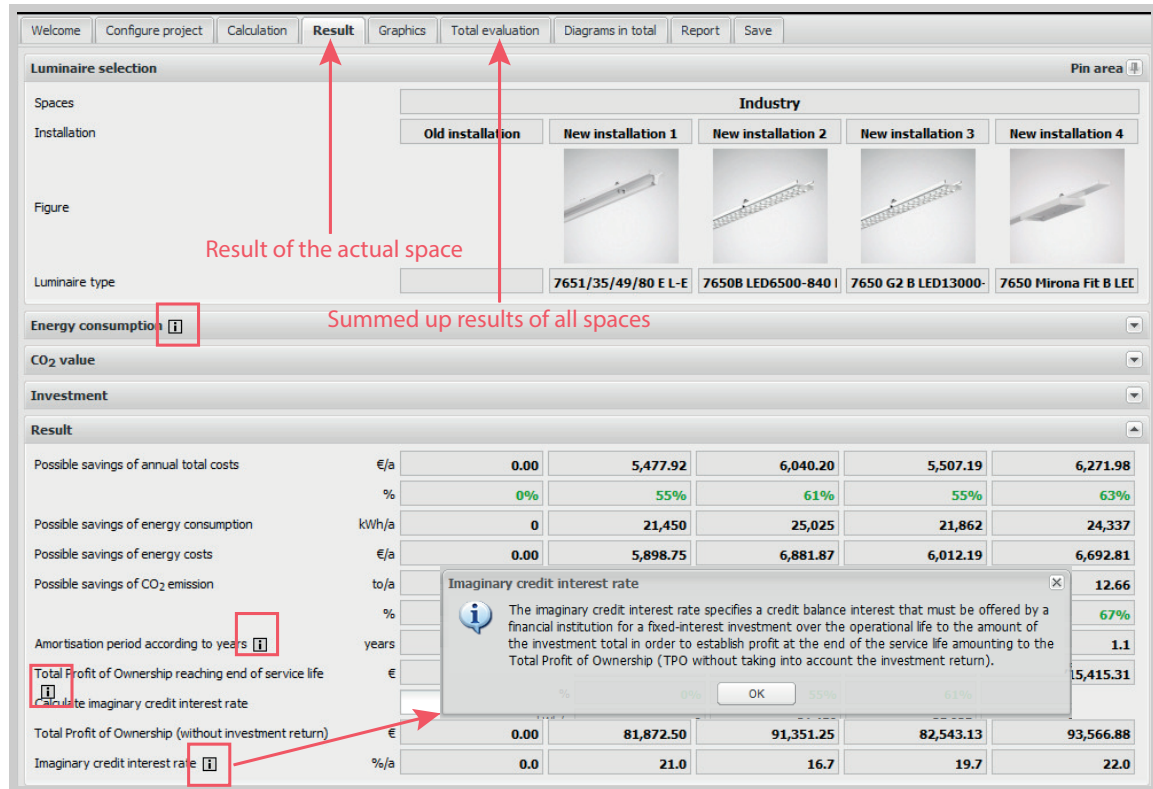 Welcome Configure project Calculation Result Graphics Total evaluation Diagrams in total Report Save
Luminaire selection Pin area
Spaces Industry
Installation Old installation New installation 1 New installation 2 New installation 3 New installation 4
Figure
Result of the actual space
Luminaire type 7651/35/49/80 E L-E 7650B LED6500-840 7650 G2 B LED13000- 7650 Mirona Fit B LED
Summed up results of all spaces
Energy consumption i
CO2 value
Investment
Result
Possible savings of annual total costs €/a 0.00 5,477.92 6,040.20 5,507.19 6,271.98
% 0% 55% 61% 55% 63%
Possible savings of energy consumption kWh/a 0 21,450 25,025 21,862 24,337
Possible savings of energy costs €/a 0.00 5,898.75 6,881.87 6,012.19 6,692.81
Possible savings of CO2 emission to/a 12.66
% 67%
Amortisation period according to years i years 1.1
Total Profit of Ownership reaching end of service life € 15,415.31
i
Calculate imaginary credit interest rate
Imaginary credit interest rate
The imaginary credit interest rate specifies a credit balance interest that must be offered by a
financial institution for a fixed-interest investment over the operational life to the amount of
the investment total in order to establish profit at the end of the service life amounting to the
Total Profit of Ownership (TPO without taking into account the investment return).
% 0% 55% 61%
OK
Total Profit of Ownership (without investment return) € 0.00 81,872.50 91,351.25 82,543.13 93,566.88
Imaginary credit interest rate i %/a 0.0 21.0 16.7 19.7 22.0